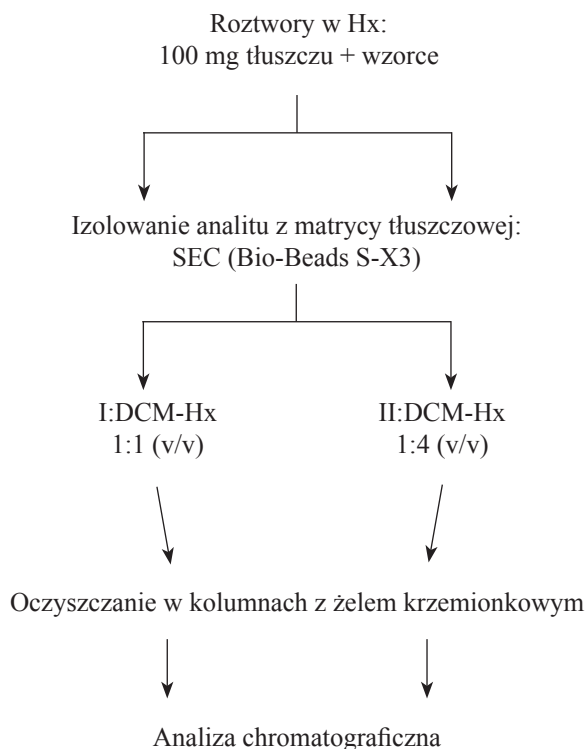 Roztwory w Hx:
100 mg tłuszczu + wzorce
Izolowanie analitu z matrycy tłuszczowej:
SEC (Bio-Beads S-X3)
I:DCM-Hx
1:1 (v/v)
II:DCM-Hx
1:4 (v/v)
Oczyszczanie w kolumnach z żelem krzemionkowym
Analiza chromatograficzna